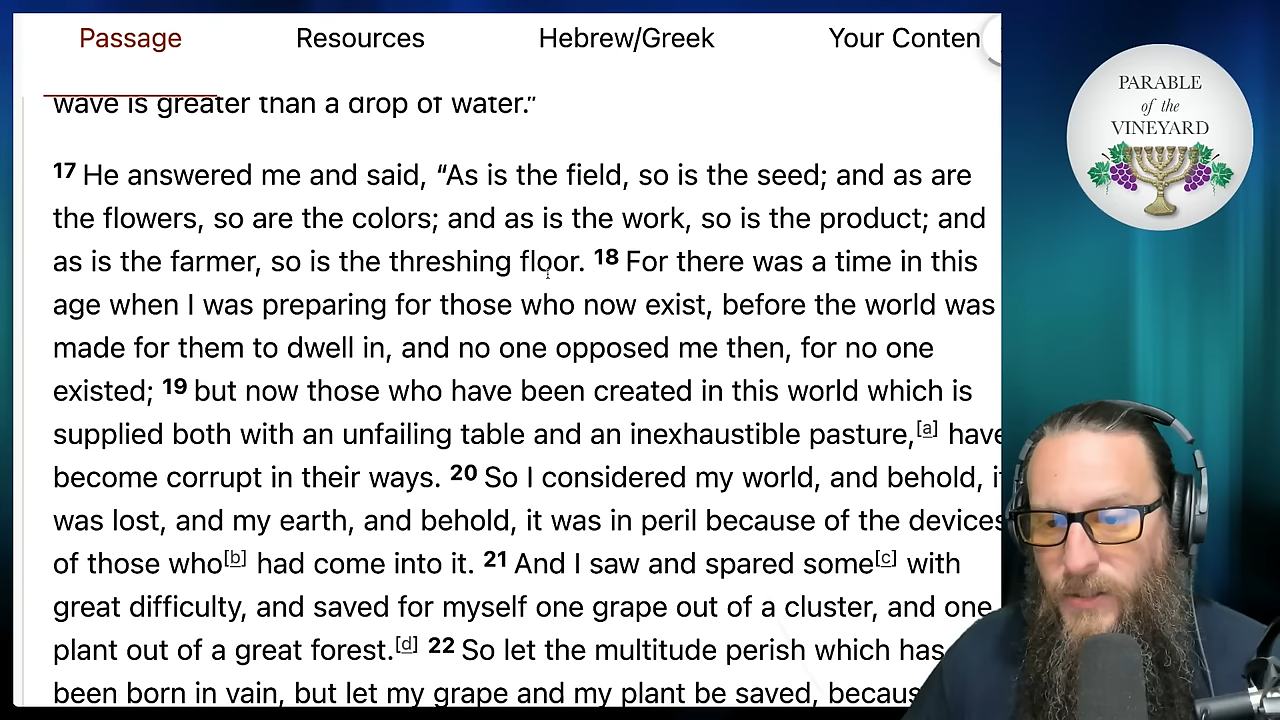 Passage Resources Hebrew/Greek Your Conten
wave is greater than a drop of water.”
17 He answered me and said, “As is the field, so is the seed; and as are
the flowers, so are the colors; and as is the work, so is the product; and
as is the farmer, so is the threshing floor. 18 For there was a time in this
age when I was preparing for those who now exist, before the world was
made for them to dwell in, and no one opposed me then, for no one
existed; 19 but now those who have been created in this world which is
supplied both with an unfailing table and an inexhaustible pasture,[a] have
become corrupt in their ways. 20 So I considered my world, and behold, it
was lost, and my earth, and behold, it was in peril because of the devices
of those who[b] had come into it. 21 And I saw and spared some[c] with
great difficulty, and saved for myself one grape out of a cluster, and one
plant out of a great forest.[d] 22 So let the multitude perish which has
been born in vain, but let my grape and my plant be saved, becaus
PARABLE
of the
VINEYARD